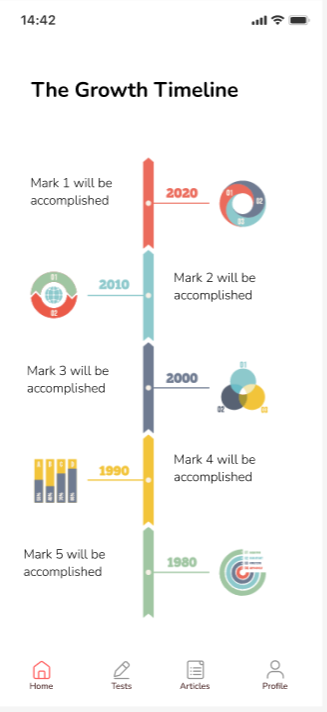 14:42
The Growth Timeline
Mark 1 will be
accomplished
2020
01
02
03
2010
01
02
Mark 2 will be
accomplished
Mark 3 will be
accomplished
2000
01
02
03
1990
Mark 4 will be
accomplished
Mark 5 will be
accomplished
1980
Home
Tests
Articles
Profile